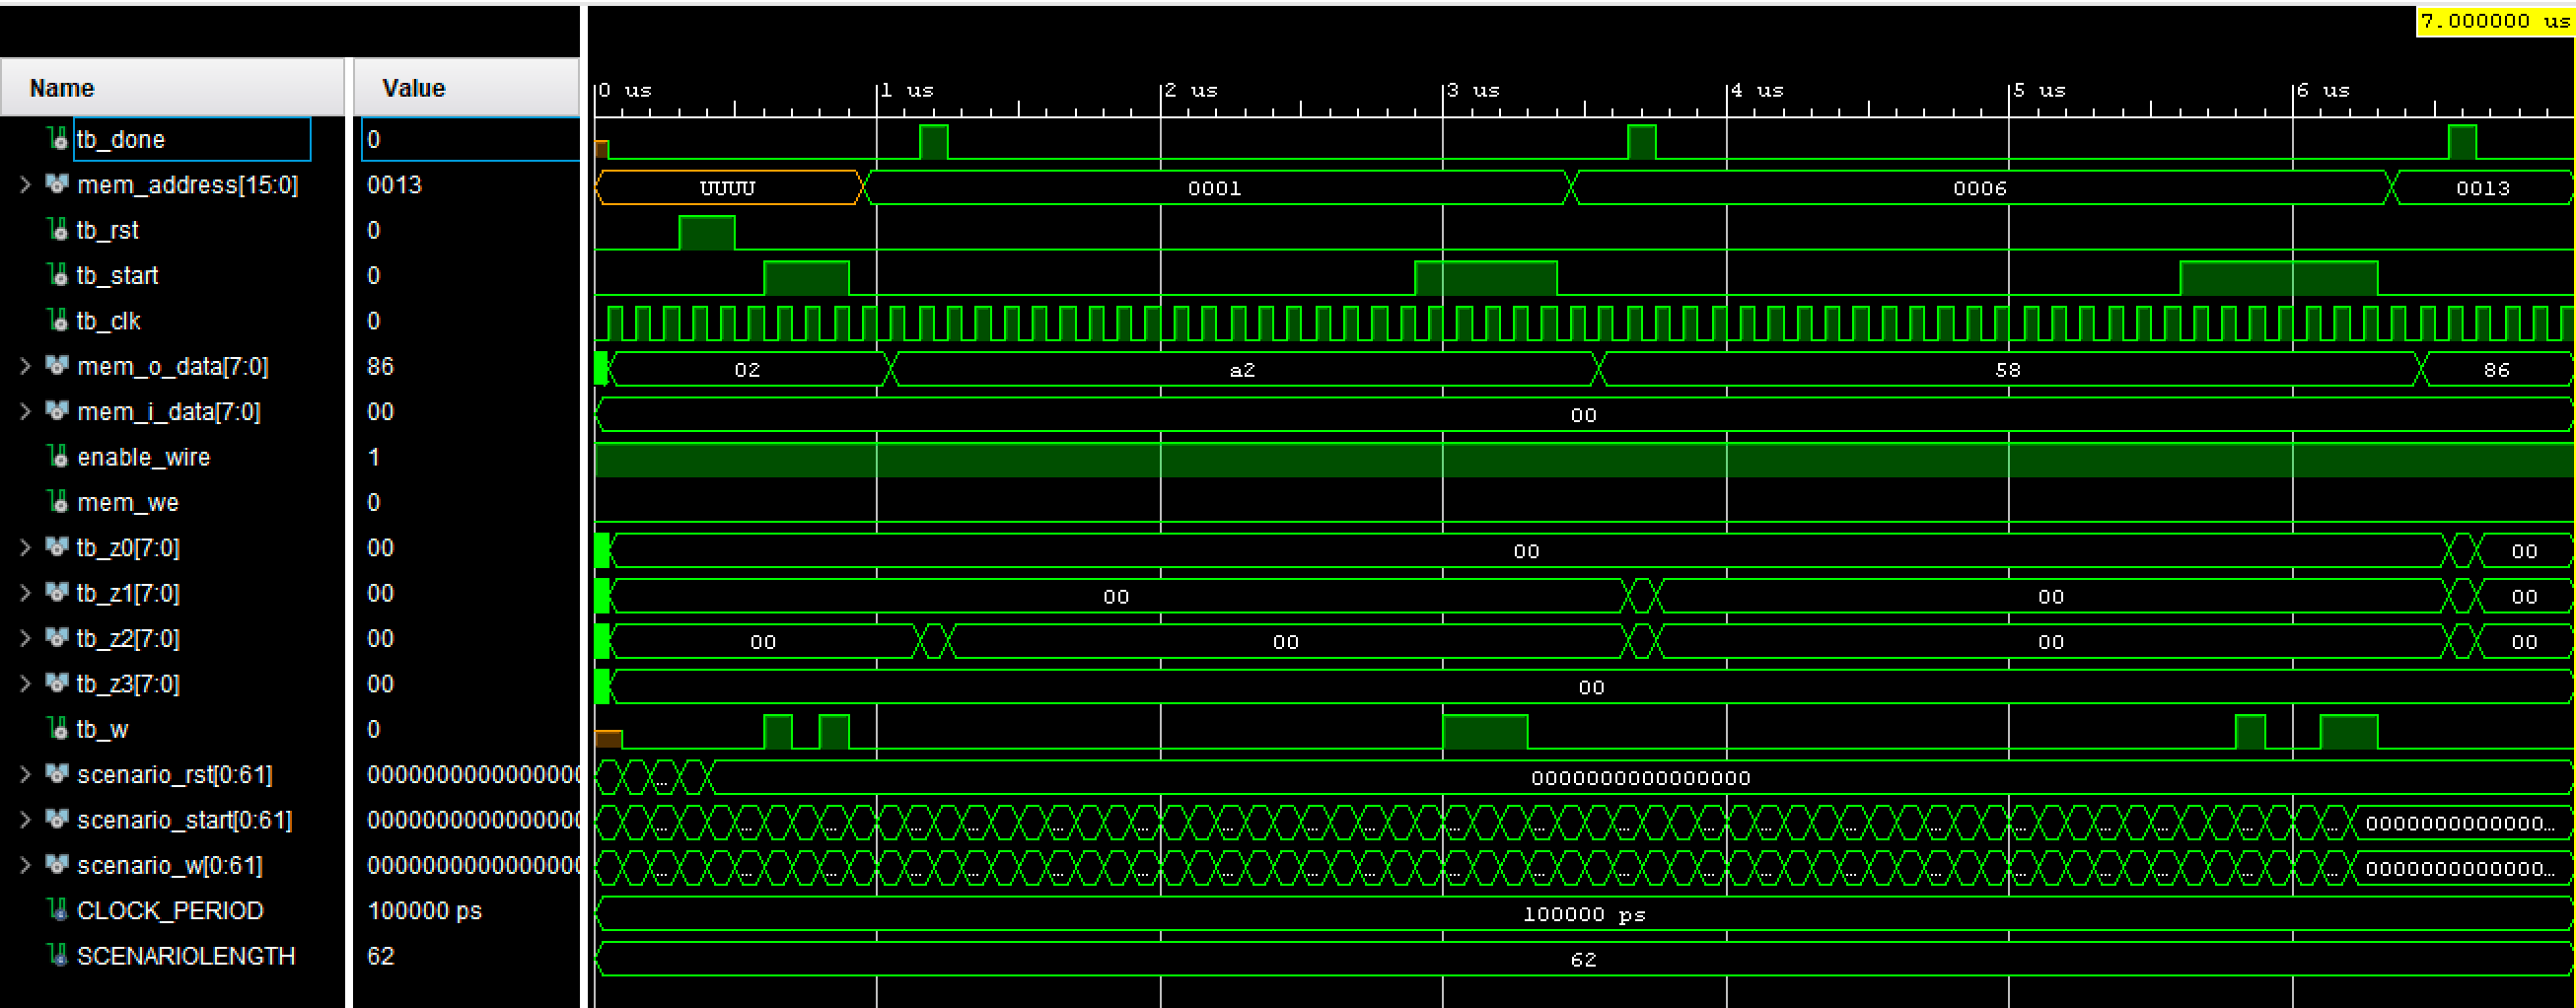 7.000000 us
Name Value 0 us 1 us 2 us 3 us 4 us 5 us 6 us
tb_done 0
mem_address[15:0] 0013 UUUU 0001 0006 0013
tb_rst 0
tb_start 0
tb_clk 0
mem_o_data[7:0] 86 02 a2 58 86
mem_i_data[7:0] 00 00
enable_wire 1
mem_we 0
tb_z0[7:0] 00 00 00
tb_z1[7:0] 00 00 00 00
tb_z2[7:0] 00 00 00 00 00
tb_z3[7:0] 00 00
tb_w 0
scenario_rst[0:61] 0000000000000000 ... 0000000000000000
scenario_start[0:61] 0000000000000000 ... ... ... ... ... ... ... ... ... ... ... ... ... ... ... ... ... ... ... ... 0000000000000...
scenario_w[0:61] 0000000000000000 ... ... ... ... ... ... ... ... ... ... ... ... ... ... ... ... ... ... ... ... 0000000000000...
CLOCK_PERIOD 100000 ps 100000 ps
SCENARIOLENGTH 62 62